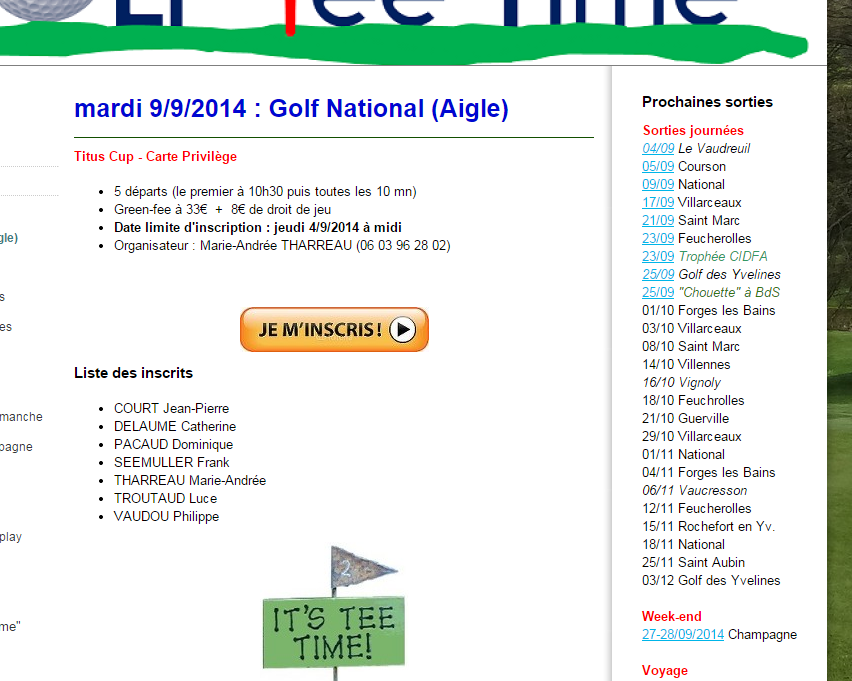 Tee Time
mardi 9/9/2014 : Golf National (Aigle)
Titus Cup - Carte Privilège
5 départs (le premier à 10h30 puis toutes les 10 mn)
Green-fee à 33€ + 8€ de droit de jeu
Date limite d'inscription : jeudi 4/9/2014 à midi
Organisateur : Marie-Andrée THARREAU (06 03 96 28 02)
JE M'INSCRIS!
Liste des inscrits
COURT Jean-Pierre
DELAUME Catherine
PACAUD Dominique
SEEMULLER Frank
THARREAU Marie-Andrée
TROUTAUD Luce
VAUDOU Philippe
2
IT'S TEE
TIME!
Prochaines sorties
Sorties journées
04/09 Le Vaudreuil
05/09 Courson
09/09 National
17/09 Villarceaux
21/09 Saint Marc
23/09 Feucherolles
23/09 Trophée CIDFA
25/09 Golf des Yvelines
25/09 "Chouette" à BdS
01/10 Forges les Bains
03/10 Villarceaux
08/10 Saint Marc
14/10 Villennes
16/10 Vignoly
18/10 Feuchrolles
21/10 Guerville
29/10 Villarceaux
01/11 National
04/11 Forges les Bains
06/11 Vaucresson
12/11 Feucherolles
15/11 Rochefort en Yv.
18/11 National
25/11 Saint Aubin
03/12 Golf des Yvelines
Week-end
27-28/09/2014 Champagne
Voyage